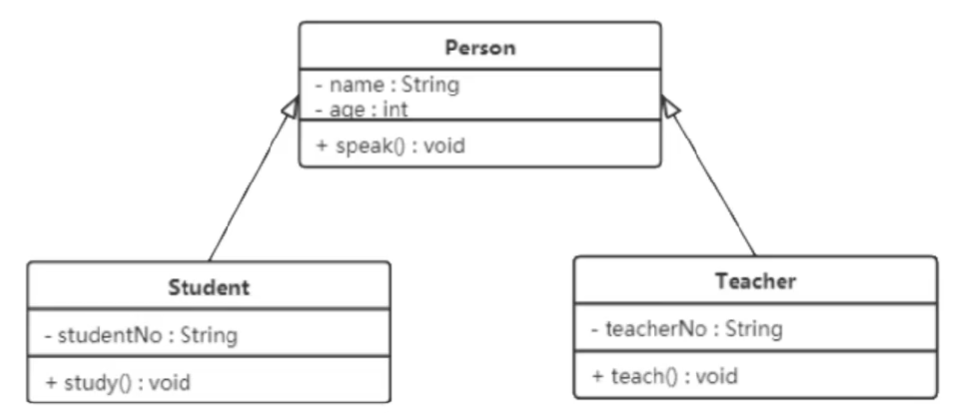 Person
- name : String
- age : int
+ speak() : void
Student
- studentNo : String
+ study() : void
Teacher
- teacherNo : String
+ teach() : void